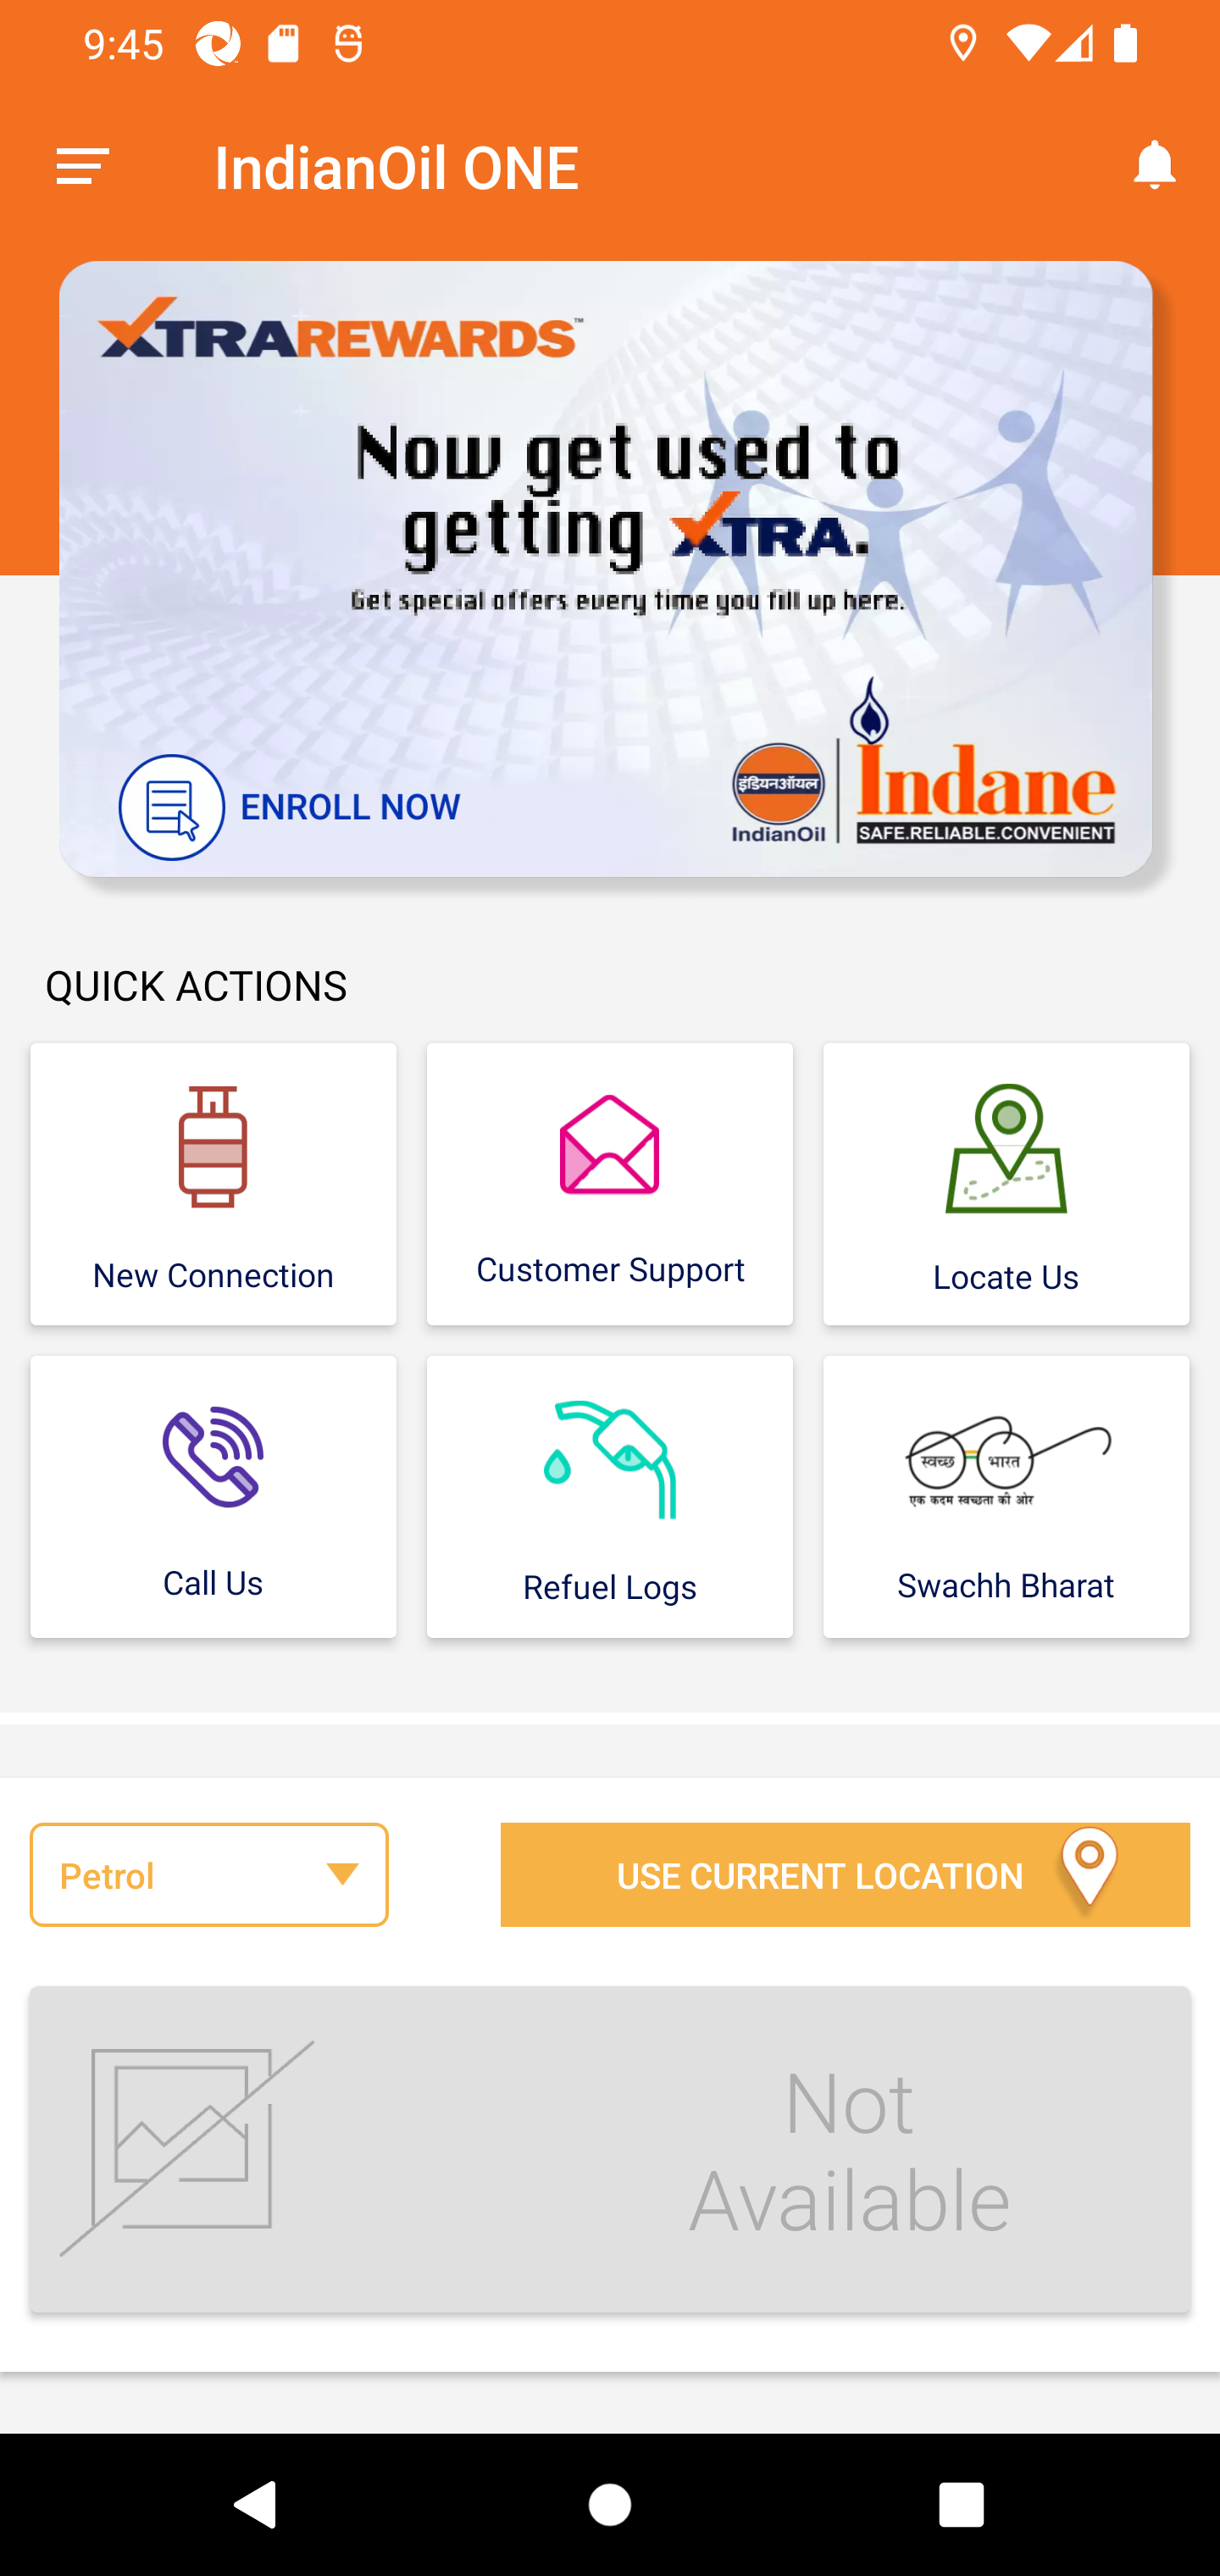 9:45
IndianOil ONE
XTRAREWARDS™
Now get used to
getting XTRA.
Get special offers every time you fill up here.
ENROLL NOW
इंडियनऑयल
IndianOil
Indane
SAFE.RELIABLE.CONVENIENT
QUICK ACTIONS
New Connection
Customer Support
Locate Us
स्वच्छ भारत
एक कदम स्वच्छता की ओर
Call Us
Refuel Logs
Swachh Bharat
Petrol
USE CURRENT LOCATION
Not
Available